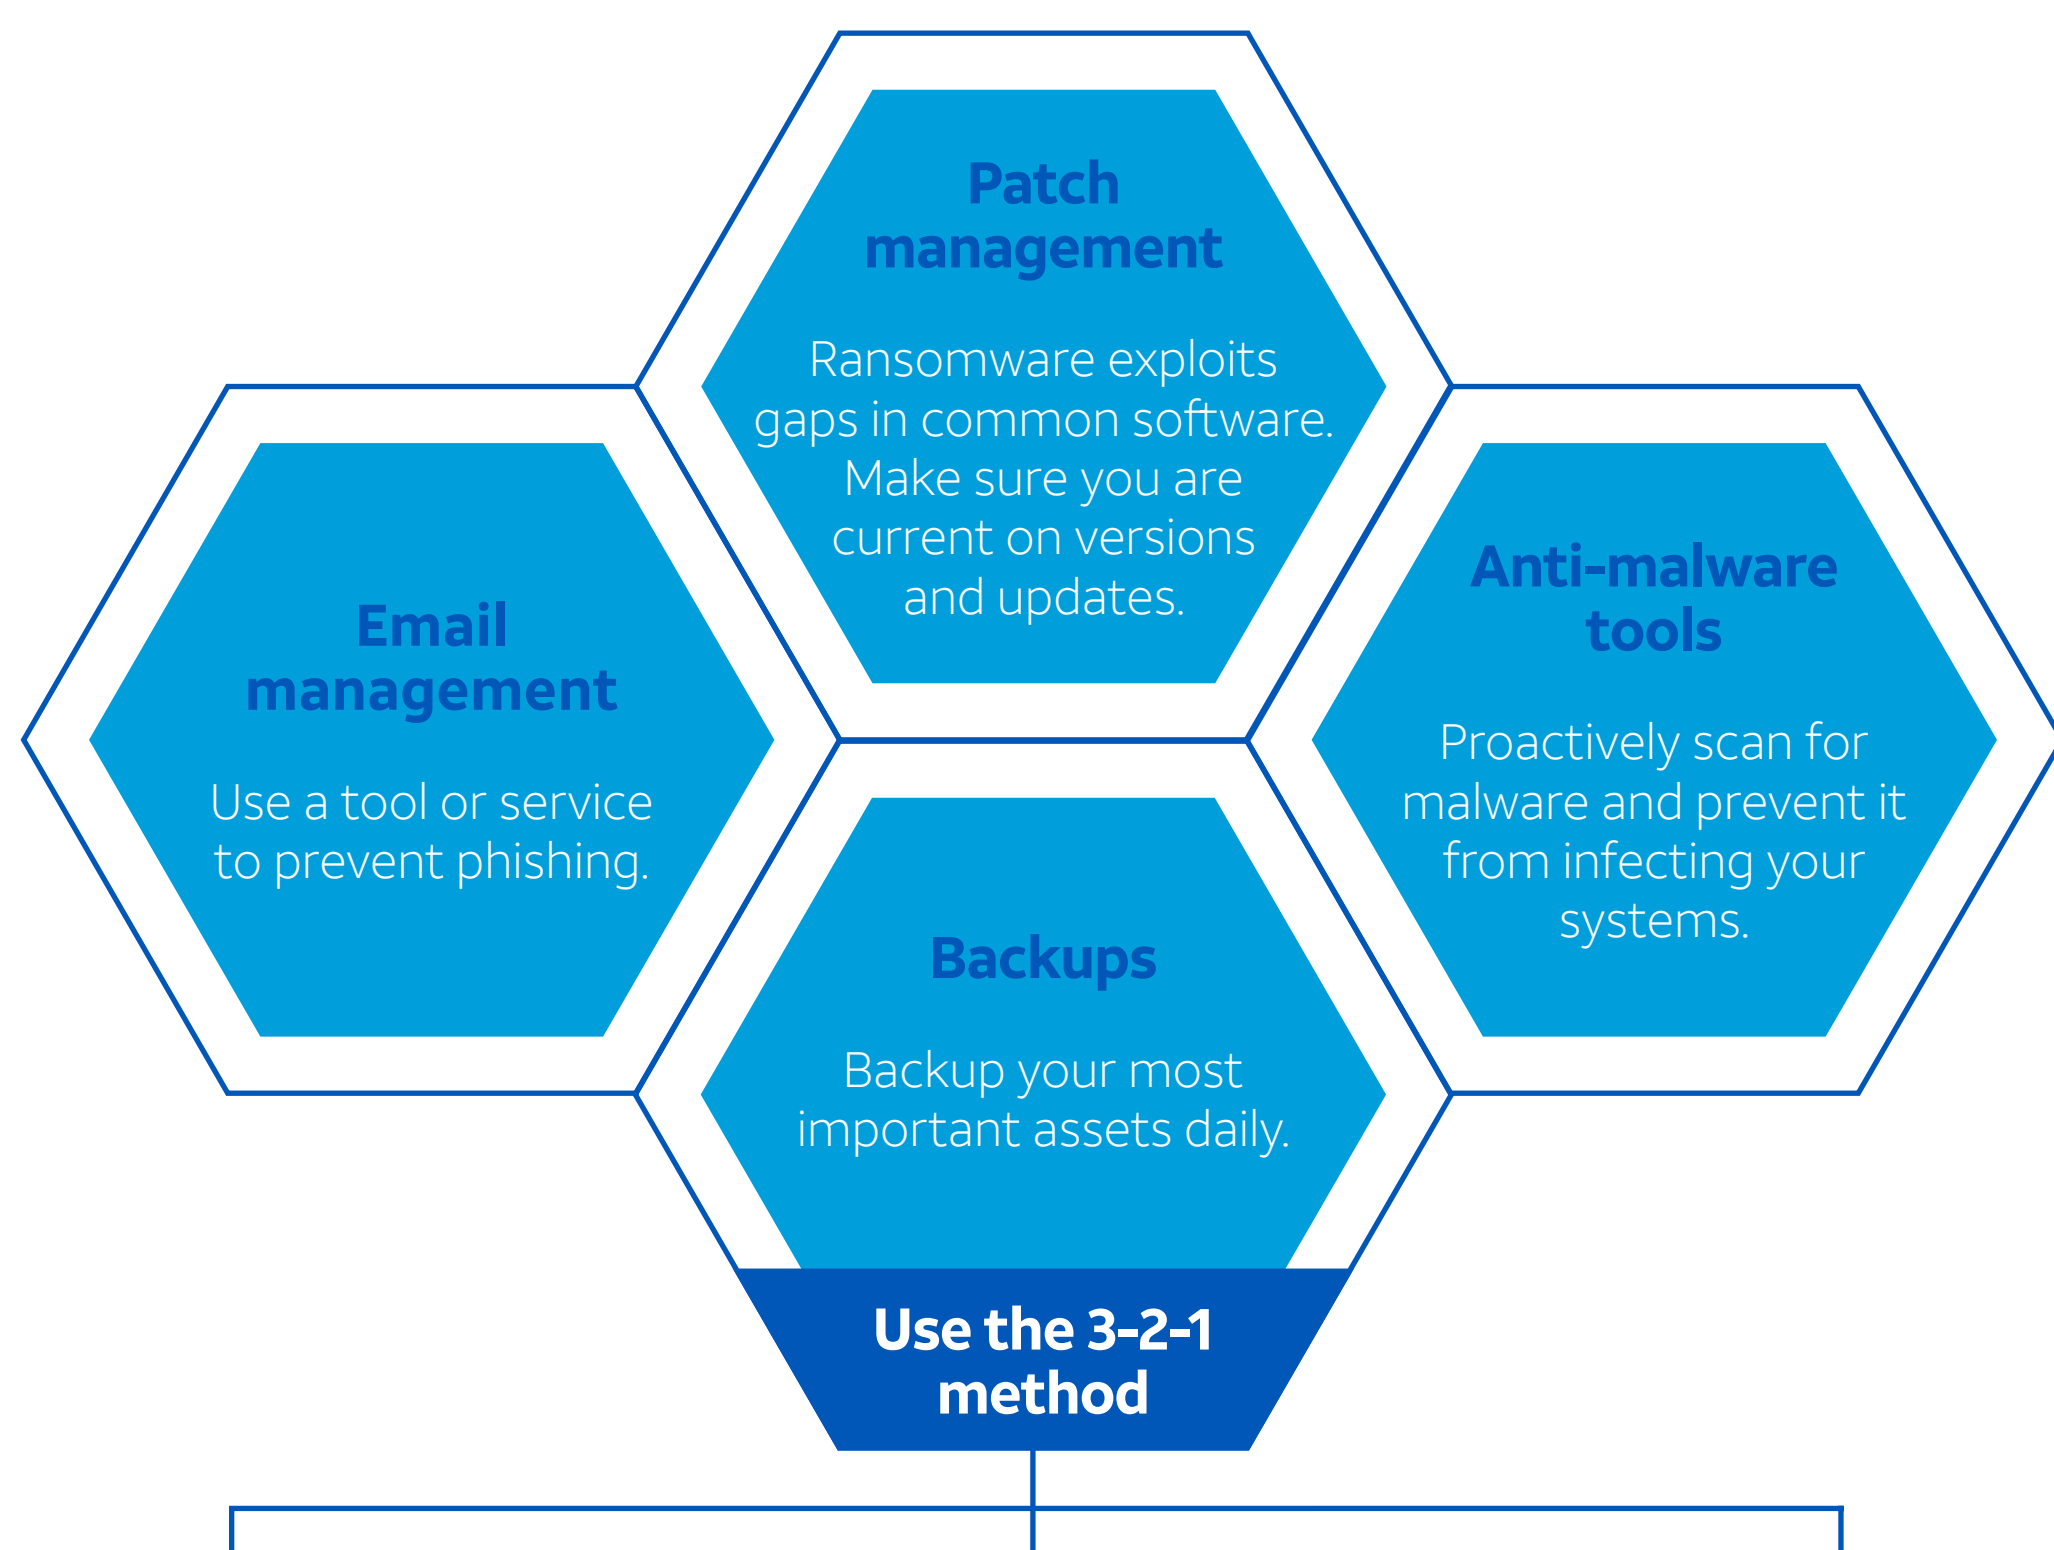 Patch
management
Ransomware exploits
gaps in common software.
Make sure you are
current on versions
and updates.
Email
management
Use a tool or service
to prevent phishing.
Anti-malware
tools
Proactively scan for
malware and prevent it
from infecting your
systems.
Backups
Backup your most
important assets daily.
Use the 3-2-1
method